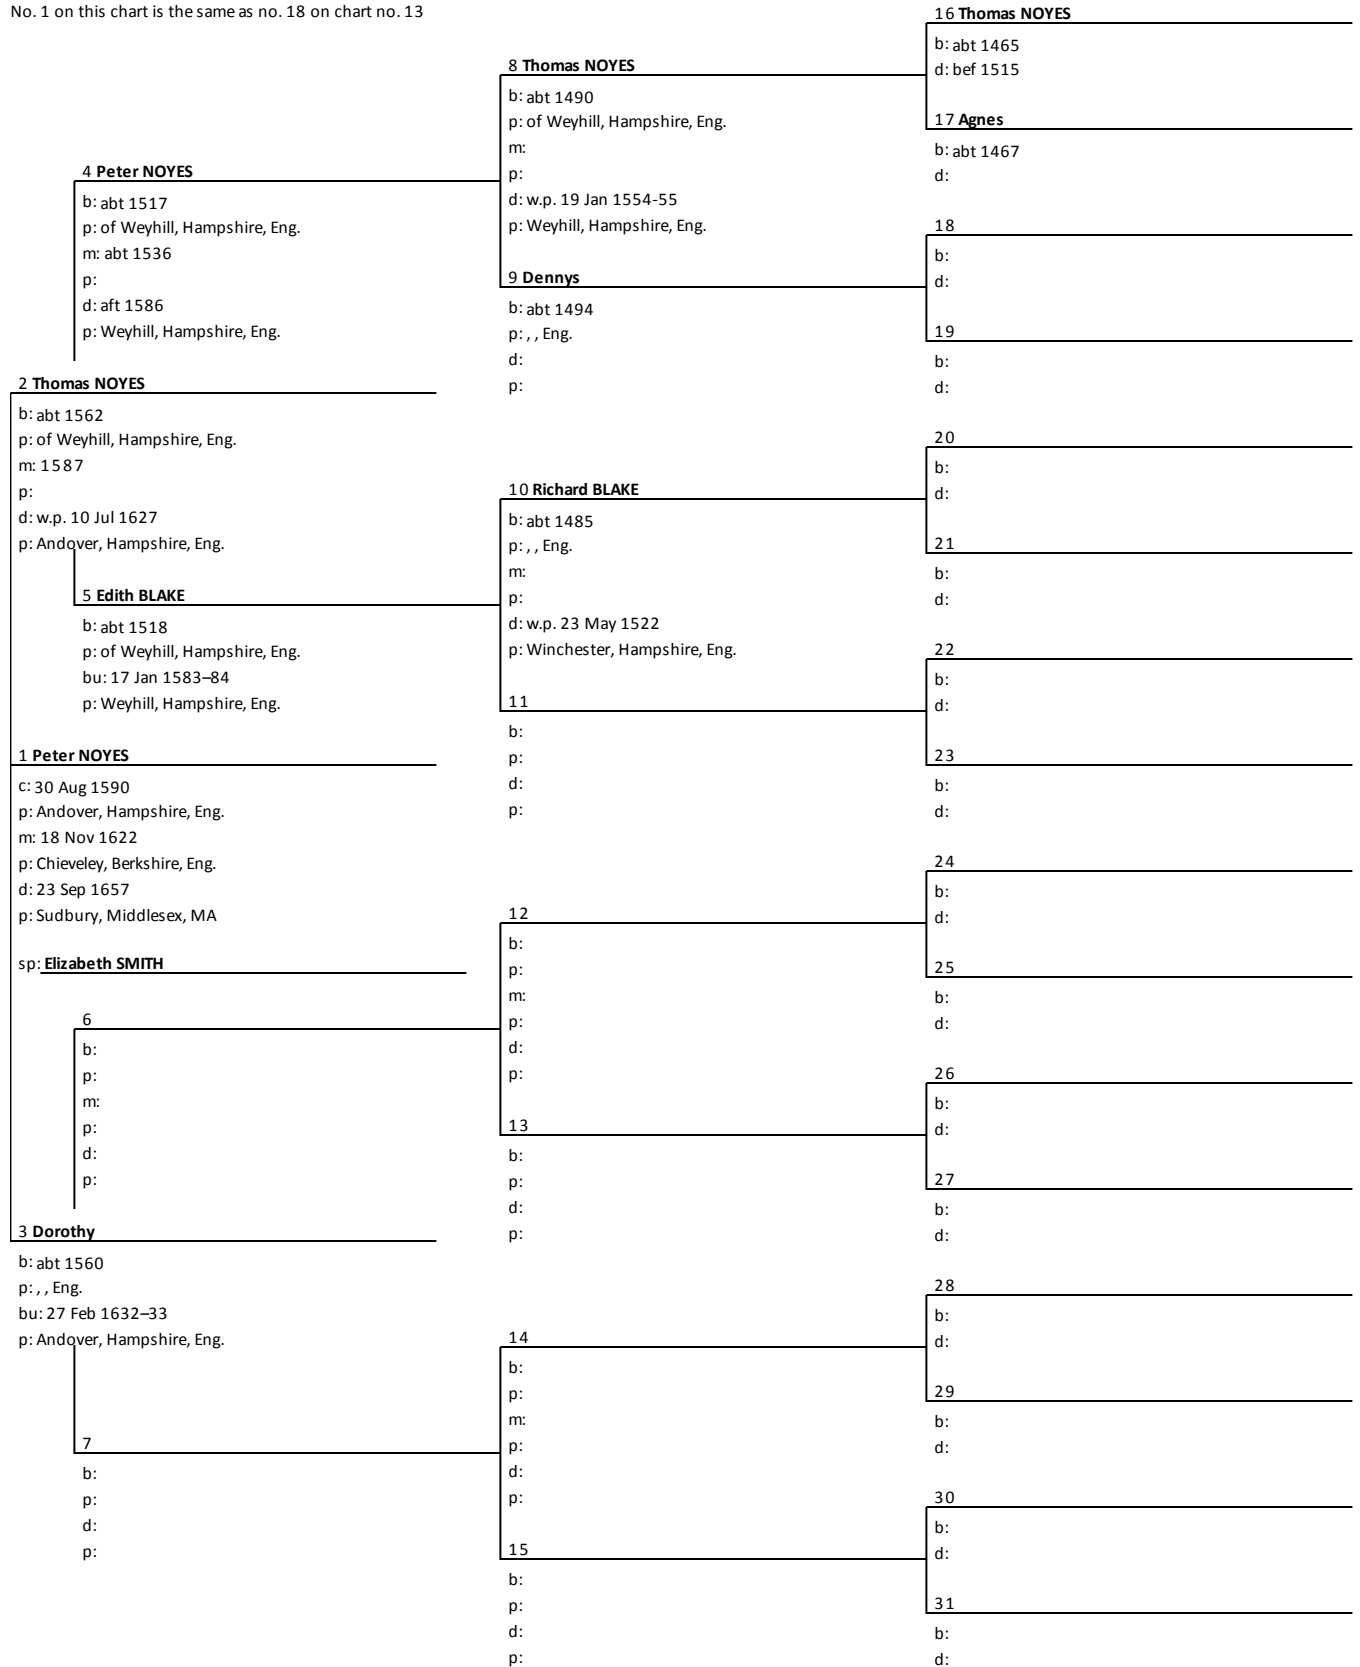 No. 1 on this chart is the same as no. 18 on chart no. 13
16 Thomas NOYES
b: abt 1465
d: bef 1515
8 Thomas NOYES
b: abt 1490
p: of Weyhill, Hampshire, Eng.
m:
p:
d: w.p. 19 Jan 1554-55
p: Weyhill, Hampshire, Eng.
17 Agnes
b: abt 1467
d:
4 Peter NOYES
b: abt 1517
p: of Weyhill, Hampshire, Eng.
m: abt 1536
p:
d: aft 1586
p: Weyhill, Hampshire, Eng.
18
b:
d:
9 Dennys
b: abt 1494
p: , , Eng.
d:
p:
19
b:
d:
2 Thomas NOYES
b: abt 1562
p: of Weyhill, Hampshire, Eng.
m: 1587
p:
d: w.p. 10 Jul 1627
p: Andover, Hampshire, Eng.
20
b:
d:
10 Richard BLAKE
b: abt 1485
p: , , Eng.
m:
p:
d: w.p. 23 May 1522
p: Winchester, Hampshire, Eng.
21
b:
d:
5 Edith BLAKE
b: abt 1518
p: of Weyhill, Hampshire, Eng.
bu: 17 Jan 1583–84
p: Weyhill, Hampshire, Eng.
22
b:
d:
11
b:
p:
d:
p:
23
b:
d:
1 Peter NOYES
c: 30 Aug 1590
p: Andover, Hampshire, Eng.
m: 18 Nov 1622
p: Chieveley, Berkshire, Eng.
d: 23 Sep 1657
p: Sudbury, Middlesex, MA
sp: Elizabeth SMITH
24
b:
d:
12
b:
p:
m:
p:
d:
p:
25
b:
d:
6
b:
p:
m:
p:
d:
p:
26
b:
d:
13
b:
p:
d:
p:
27
b:
d:
3 Dorothy
b: abt 1560
p: , , Eng.
bu: 27 Feb 1632–33
p: Andover, Hampshire, Eng.
28
b:
d:
14
b:
p:
m:
p:
d:
p:
29
b:
d:
7
b:
p:
d:
p:
30
b:
d:
15
b:
p:
d:
p:
31
b:
d: